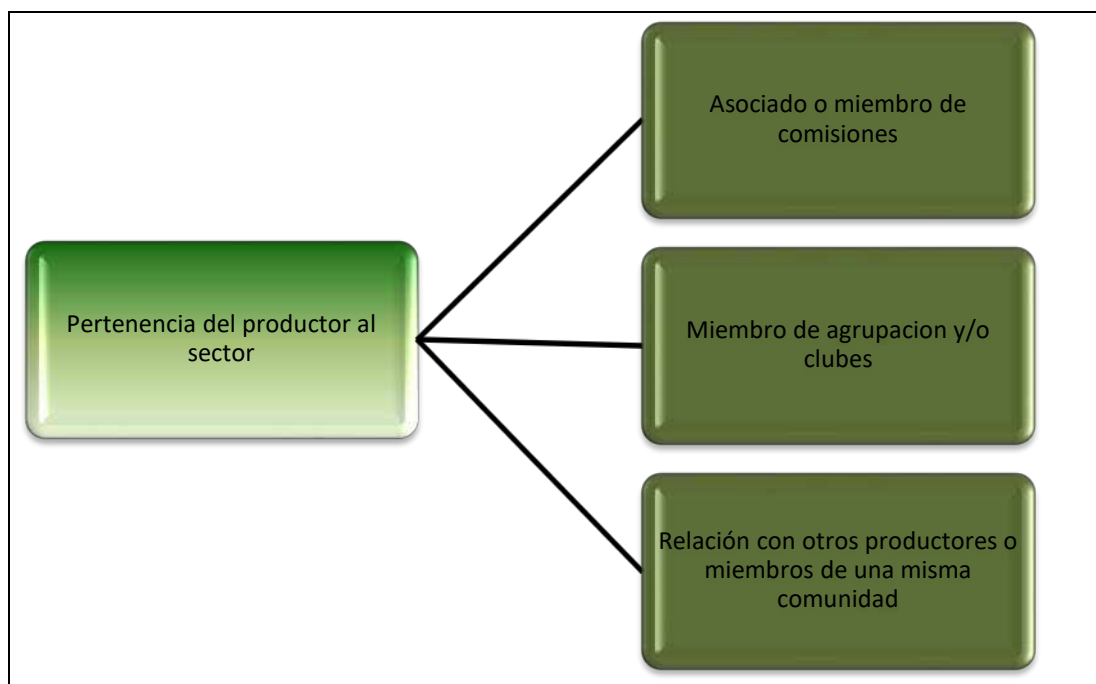 Asociado o miembro de
comisiones
Pertenencia del productor al
sector
Miembro de agrupacion y/o
clubes
Relación con otros productores o
miembros de una misma
comunidad